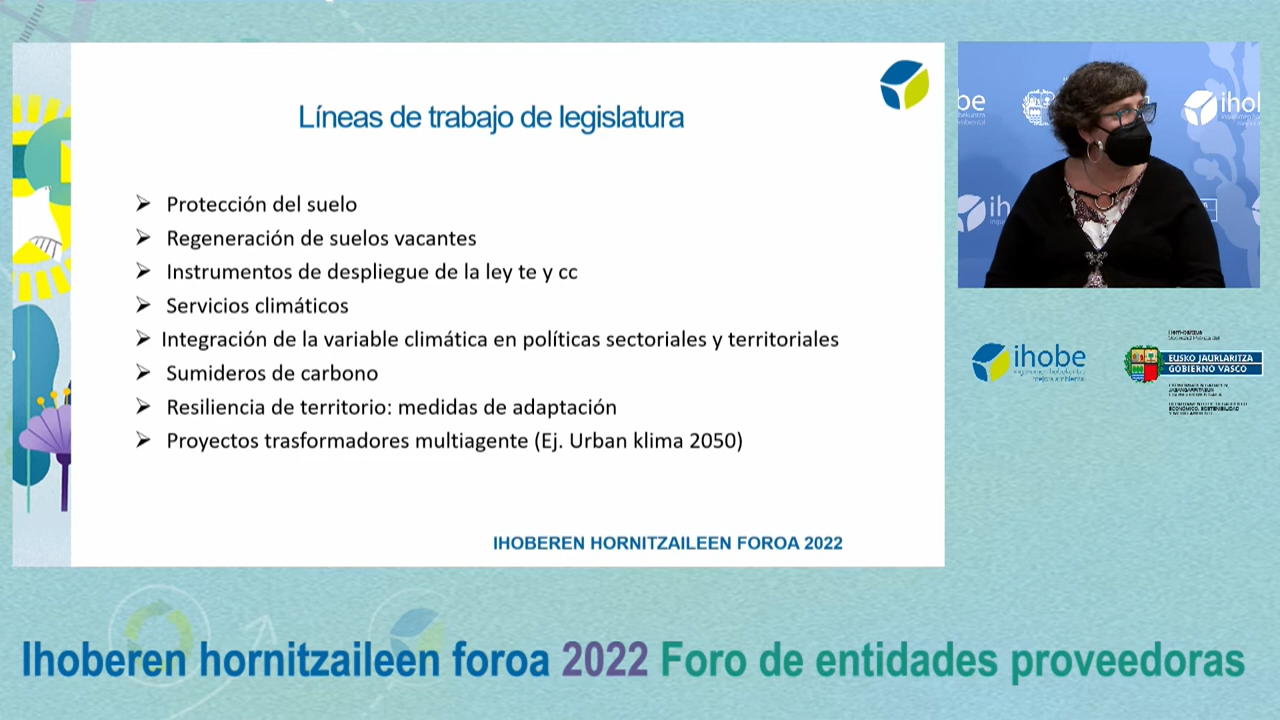 Líneas de trabajo de legislatura
Protección del suelo
Regeneración de suelos vacantes
Instrumentos de despliegue de la ley te y cc
Servicios climáticos
Integración de la variable climática en políticas sectoriales y territoriales
Sumideros de carbono
Resiliencia de territorio: medidas de adaptación
Proyectos trasformadores multiagente (Ej. Urban klima 2050)
IHOBEREN HORNITZAILEEN FOROA 2022
ihobe
EUSKO JAURLARITZA
GOBIERNO VASCO
Ihoberen hornitzaileen foroa 2022 Foro de entidades proveedoras